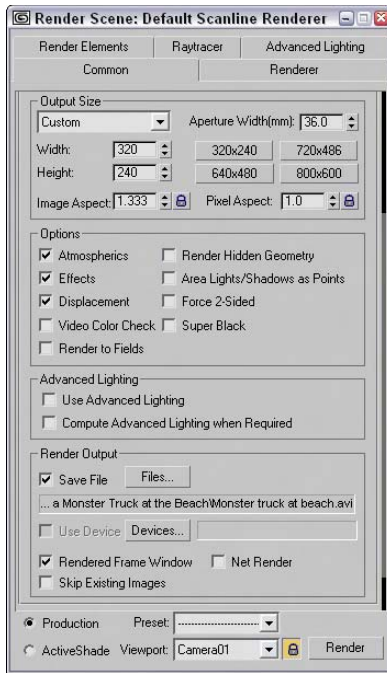 Render Scene: Default Scanline Renderer
Render Elements Raytracer Advanced Lighting
Common Renderer
Output Size
Custom Aperture Width(mm): 36.0
Width: 320 320x240 720x486
Height: 240 640x480 800x600
Image Aspect: 1.333 Pixel Aspect: 1.0
Options
Atmospherics Render Hidden Geometry
Effects Area Lights/Shadows as Points
Displacement Force 2-Sided
Video Color Check Super Black
Render to Fields
Advanced Lighting
Use Advanced Lighting
Compute Advanced Lighting when Required
Render Output
Save File Files...
... a Monster Truck at the Beach\Monster truck at beach.avi
Use Device Devices...
Rendered Frame Window Net Render
Skip Existing Images
Production Preset: -----------------------
ActiveShade Viewport: Camera01 Render